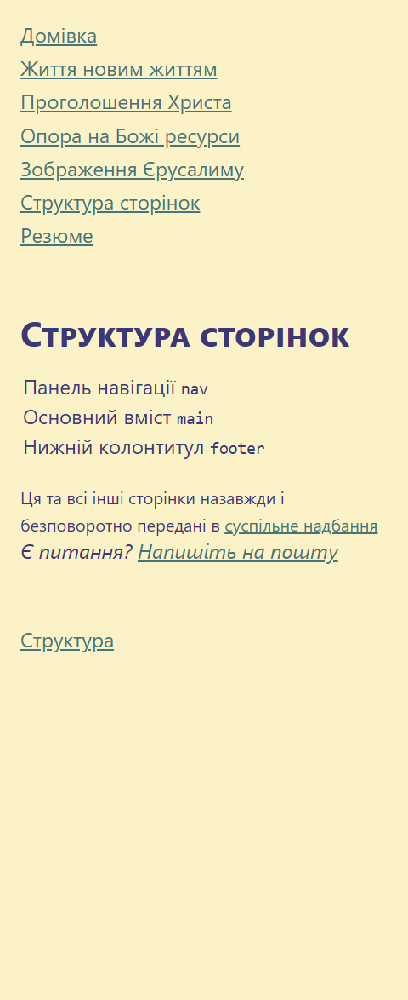 Домівка
Життя новим життям
Проголошення Христа
Опора на Божі ресурси
Зображення Єрусалиму
Структура сторінок
Резюме
Структура сторінок
Панель навігації nav
Основний вміст main
Нижній колонтитул footer
Ця та всі інші сторінки назавжди і
безповоротно передані в суспільне надбання
Є питання? Напишіть на пошту
Структура